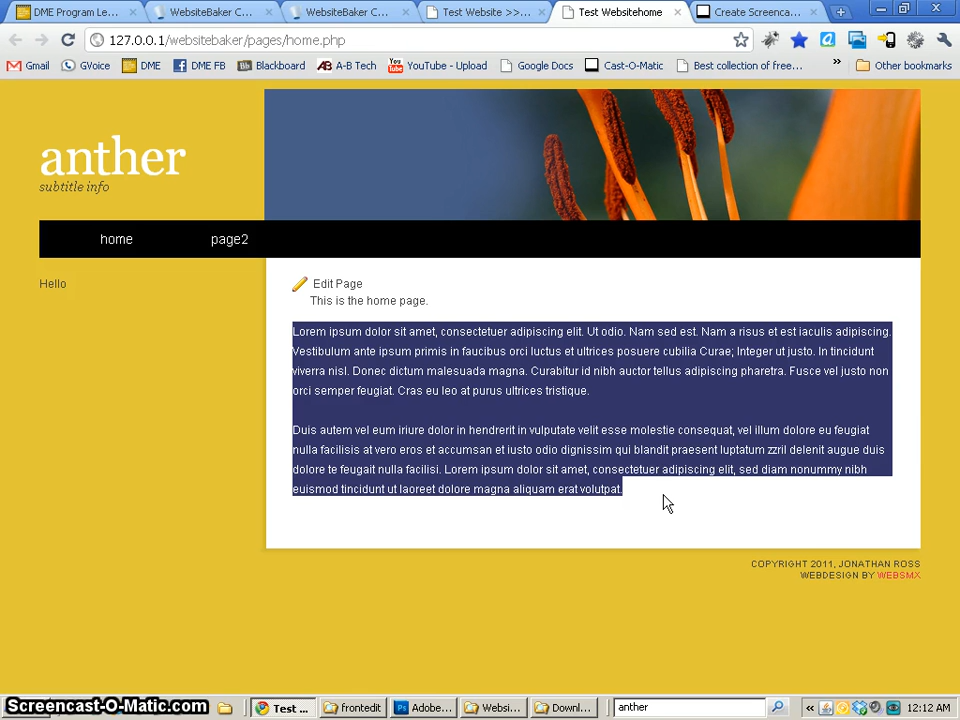 DME Program Le...
WebsiteBaker C...
WebsiteBaker C...
Test Website >>...
Test Websitehome
Create Screenca...
127.0.0.1/websitebaker/pages/home.php
Gmail
GVoice
DME
DME FB
Blackboard
A-B Tech
YouTube - Upload
Google Docs
Cast-O-Matic
Best collection of free...
»
Other bookmarks
anther
subtitle info
home
page2
Hello
Edit Page
This is the home page.
Lorem ipsum dolor sit amet, consectetuer adipiscing elit. Ut odio. Nam sed est. Nam a risus et est iaculis adipiscing.
Vestibulum ante ipsum primis in faucibus orci luctus et ultrices posuere cubilia Curae; Integer ut justo. In tincidunt
viverra nisl. Donec dictum malesuada magna. Curabitur id nibh auctor tellus adipiscing pharetra. Fusce vel justo non
orci semper feugiat. Cras eu leo at purus ultrices tristique.
Duis autem vel eum iriure dolor in hendrerit in vulputate velit esse molestie consequat, vel illum dolore eu feugiat
nulla facilisis at vero eros et accumsan et iusto odio dignissim qui blandit praesent luptatum zzril delenit augue duis
dolore te feugait nulla facilisi. Lorem ipsum dolor sit amet, consectetuer adipiscing elit, sed diam nonummy nibh
euismod tincidunt ut laoreet dolore magna aliquam erat volutpat.
COPYRIGHT 2011, JONATHAN ROSS
WEBDESIGN BY WEBSMX
Screencast-O-Matic.com
Test ...
frontedit
Adobe...
Websi...
Downl...
anther
«
12:12 AM